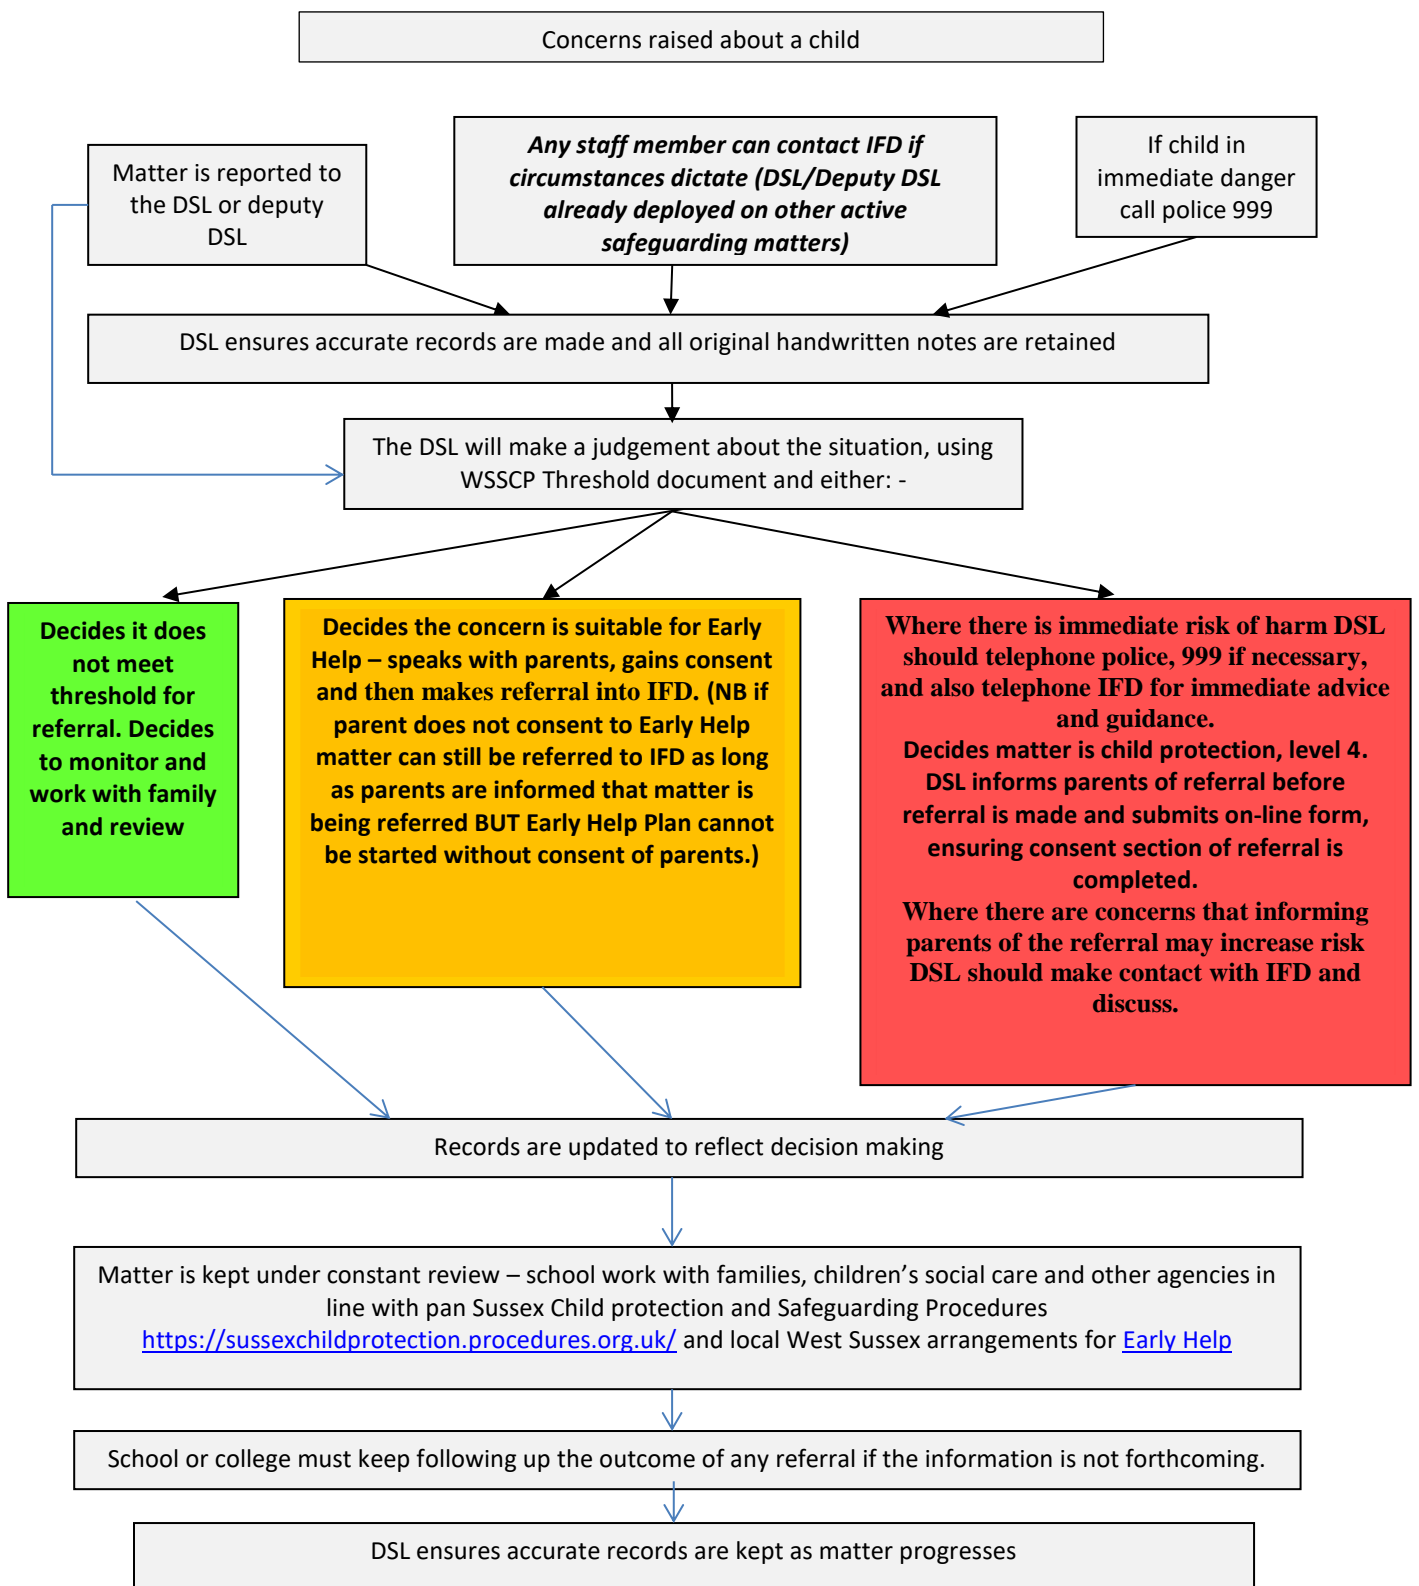 Concerns raised about a child
Matter is reported to
the DSL or deputy
DSL
Any staff member can contact IFD if
circumstances dictate (DSL/Deputy DSL
already deployed on other active
safeguarding matters)
If child in
immediate danger
call police 999
DSL ensures accurate records are made and all original handwritten notes are retained
The DSL will make a judgement about the situation, using
WSSCP Threshold document and either: -
Decides it does
not meet
threshold for
referral. Decides
to monitor and
work with family
and review
Decides the concern is suitable for Early
Help – speaks with parents, gains consent
and then makes referral into IFD. (NB if
parent does not consent to Early Help
matter can still be referred to IFD as long
as parents are informed that matter is
being referred BUT Early Help Plan cannot
be started without consent of parents.)
Where there is immediate risk of harm DSL
should telephone police, 999 if necessary,
and also telephone IFD for immediate advice
and guidance.
Decides matter is child protection, level 4.
DSL informs parents of referral before
referral is made and submits on-line form,
ensuring consent section of referral is
completed.
Where there are concerns that informing
parents of the referral may increase risk
DSL should make contact with IFD and
discuss.
Records are updated to reflect decision making
Matter is kept under constant review – school work with families, children’s social care and other agencies in
line with pan Sussex Child protection and Safeguarding Procedures
https://sussexchildprotection.procedures.org.uk/ and local West Sussex arrangements for Early Help
School or college must keep following up the outcome of any referral if the information is not forthcoming.
DSL ensures accurate records are kept as matter progresses